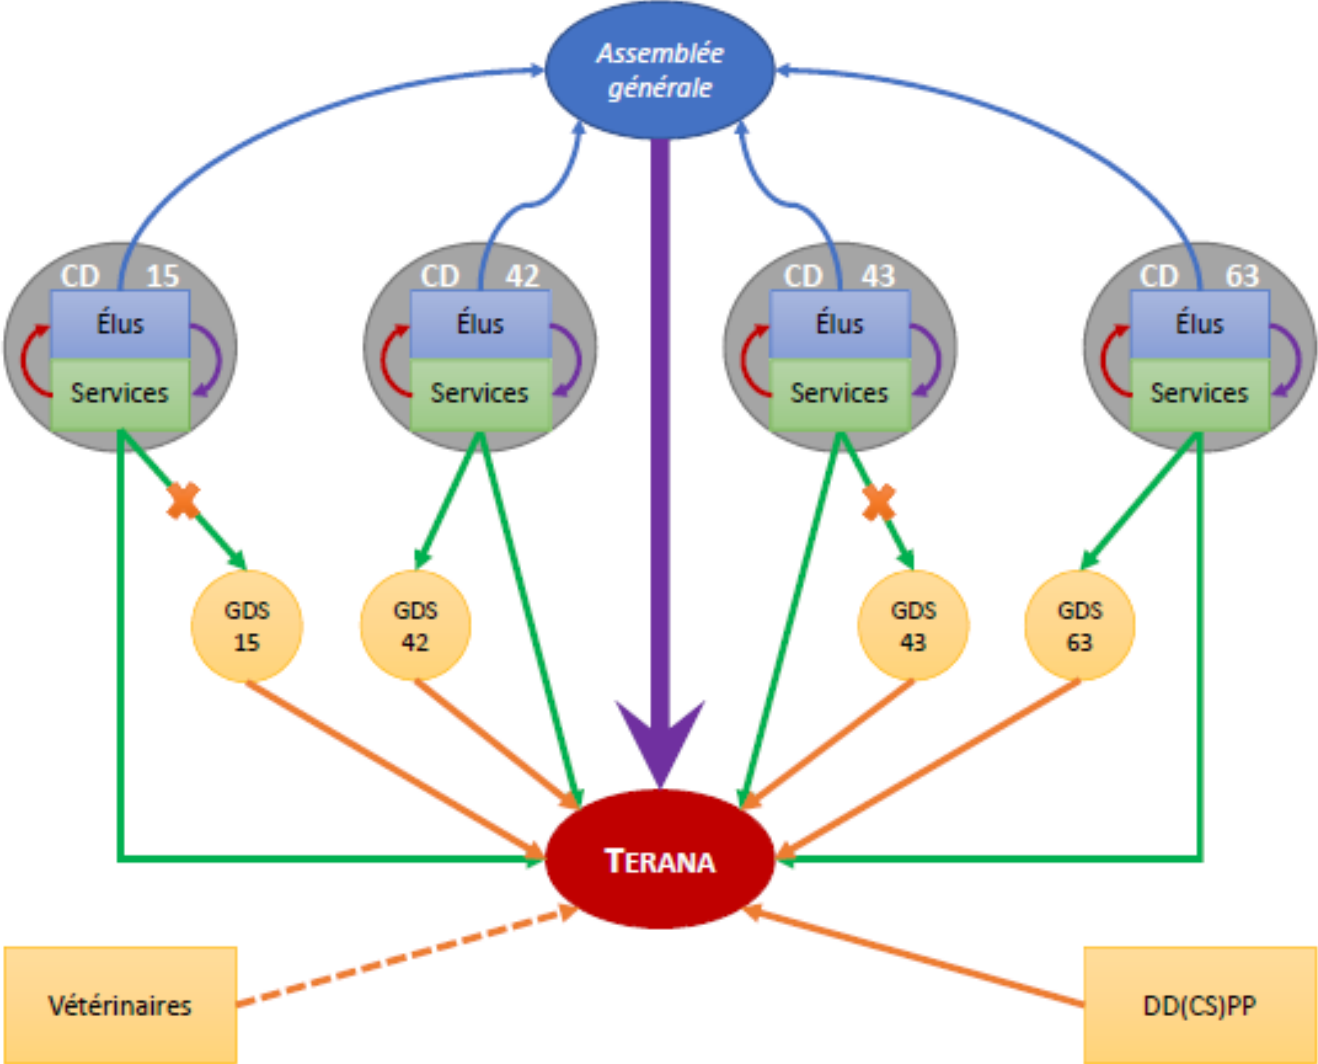 Assemblée
générale
CD 15
Élus
Services
CD 42
Élus
Services
CD 43
Élus
Services
CD 63
Élus
Services
GDS
15
GDS
42
GDS
43
GDS
63
TERANA
Vétérinaires
DD(CS)PP